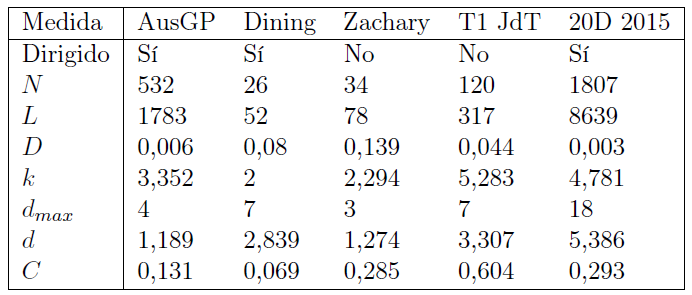 Medida AusGP Dining Zachary T1 JdT 20D 2015
Dirigido Sí Sí No No Sí
N 532 26 34 120 1807
L 1783 52 78 317 8639
D 0,006 0,08 0,139 0,044 0,003
k 3,352 2 2,294 5,283 4,781
dmax 4 7 3 7 18
d 1,189 2,839 1,274 3,307 5,386
C 0,131 0,069 0,285 0,604 0,293